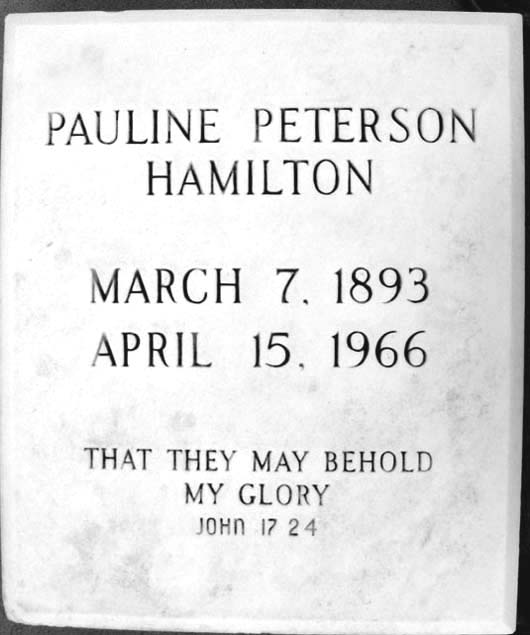 PAULINE PETERSON
HAMILTON
MARCH 7, 1893
APRIL 15, 1966
THAT THEY MAY BEHOLD
MY GLORY
JOHN 17 24